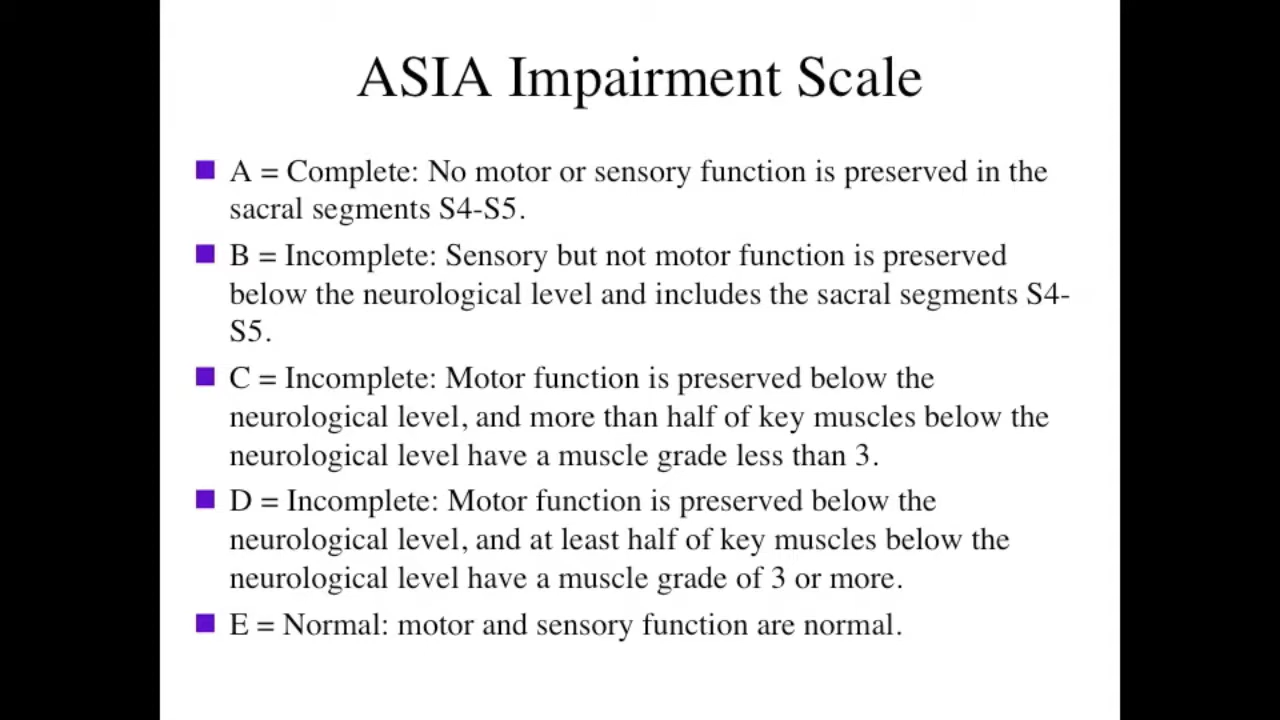 ASIA Impairment Scale
A = Complete: No motor or sensory function is preserved in the
sacral segments S4-S5.
B = Incomplete: Sensory but not motor function is preserved
below the neurological level and includes the sacral segments S4-
S5.
C = Incomplete: Motor function is preserved below the
neurological level, and more than half of key muscles below the
neurological level have a muscle grade less than 3.
D = Incomplete: Motor function is preserved below the
neurological level, and at least half of key muscles below the
neurological level have a muscle grade of 3 or more.
E = Normal: motor and sensory function are normal.